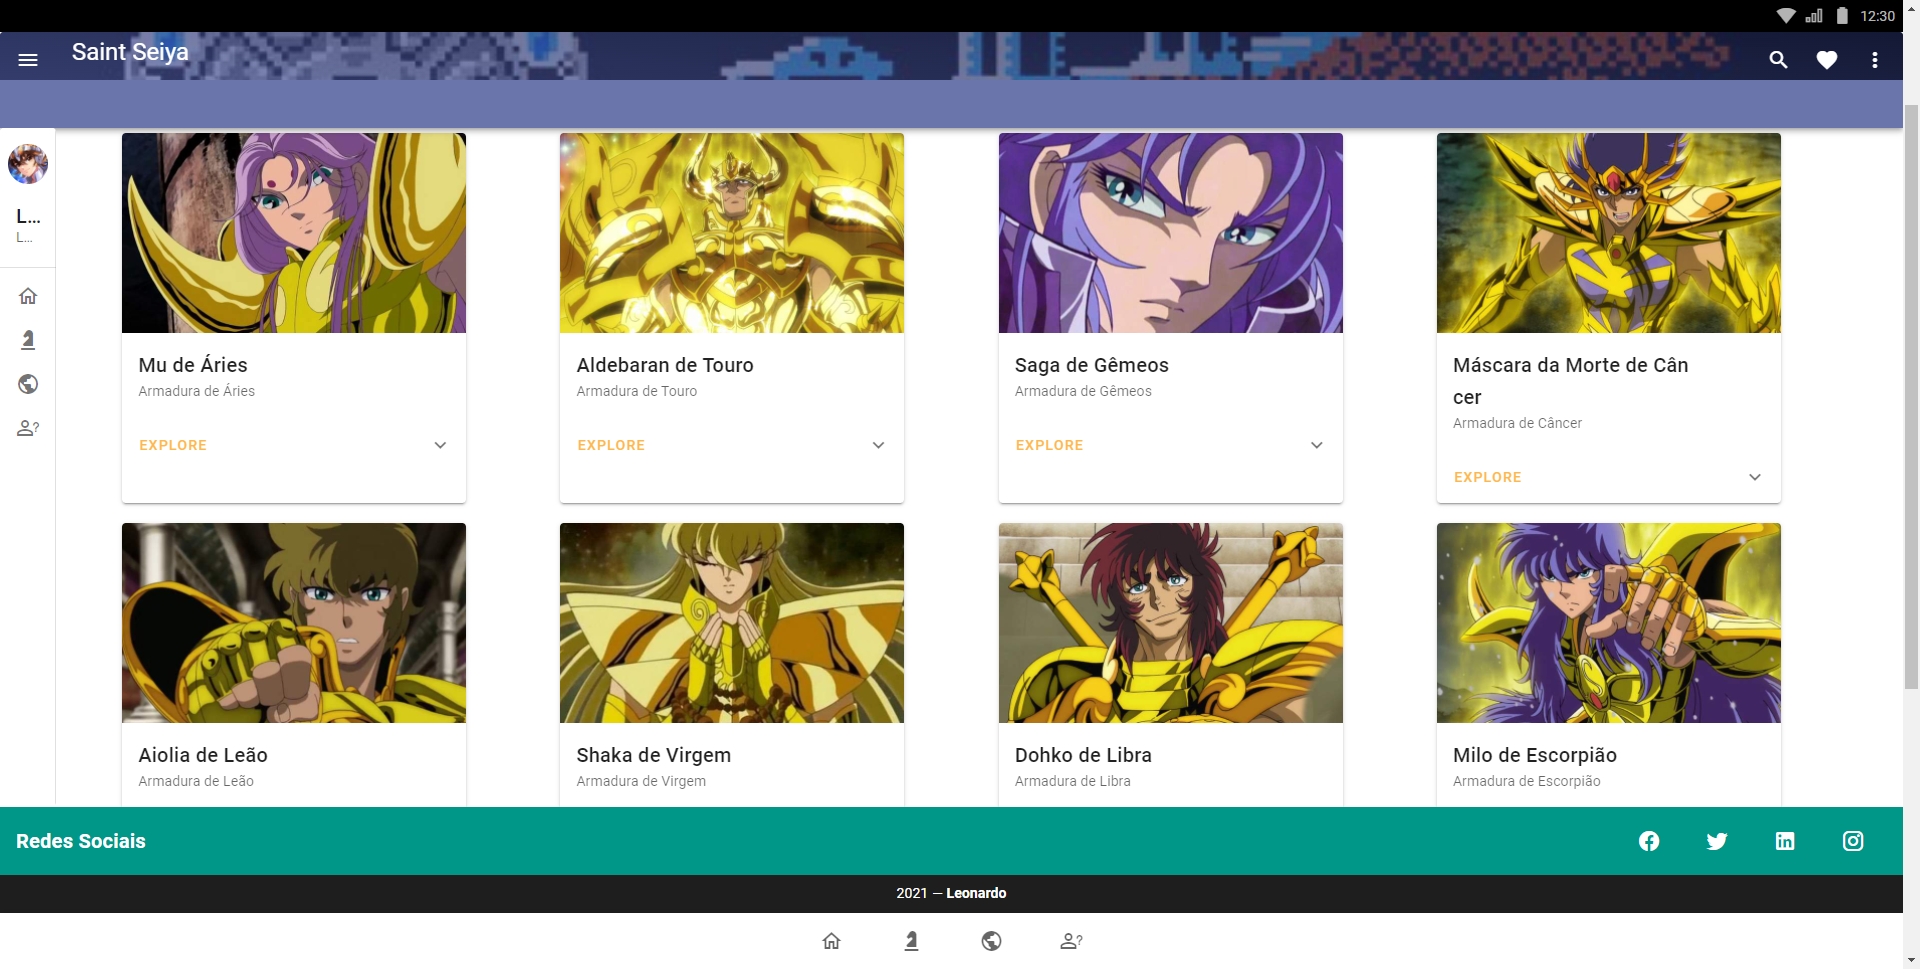 12:30
Saint Seiya
L...
L...
Mu de Áries
Armadura de Áries
EXPLORE
Aldebaran de Touro
Armadura de Touro
EXPLORE
Saga de Gêmeos
Armadura de Gêmeos
EXPLORE
Máscara da Morte de Cân
cer
Armadura de Câncer
EXPLORE
Aiolia de Leão
Armadura de Leão
Shaka de Virgem
Armadura de Virgem
Dohko de Libra
Armadura de Libra
Milo de Escorpião
Armadura de Escorpião
Redes Sociais
2021 — Leonardo